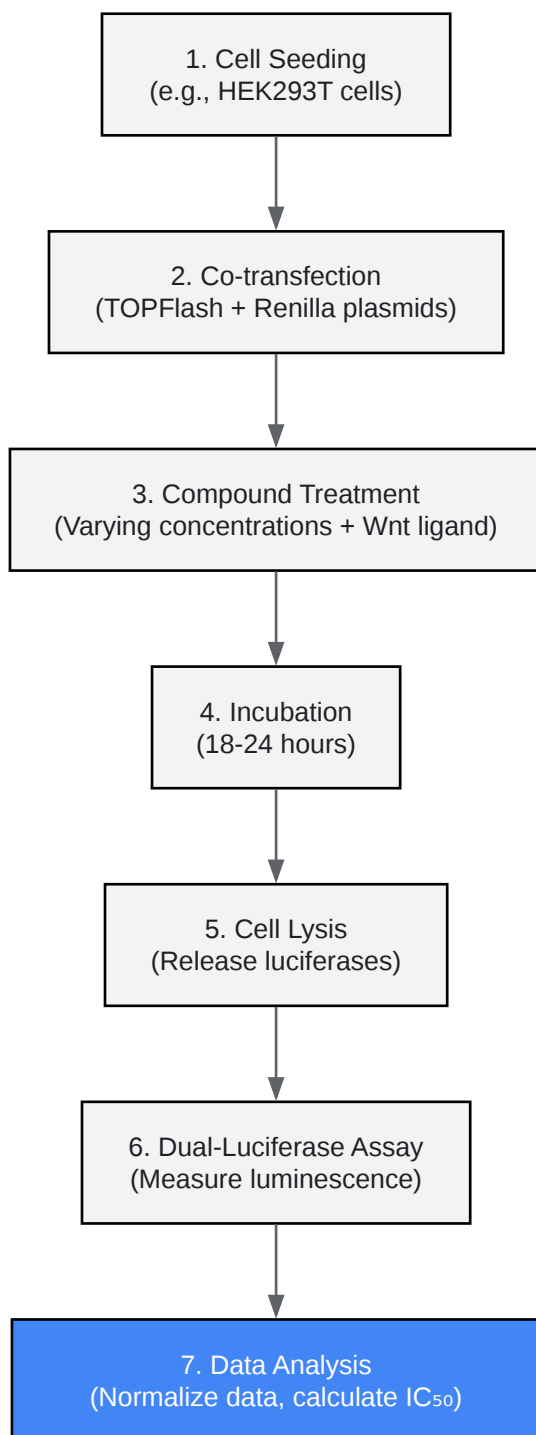 1. Cell Seeding
(e.g., HEK293T cells)
2. Co-transfection
(TOPFlash + Renilla plasmids)
3. Compound Treatment
(Varying concentrations + Wnt ligand)
4. Incubation
(18-24 hours)
5. Cell Lysis
(Release luciferases)
6. Dual-Luciferase Assay
(Measure luminescence)
7. Data Analysis
(Normalize data, calculate IC₅₀)